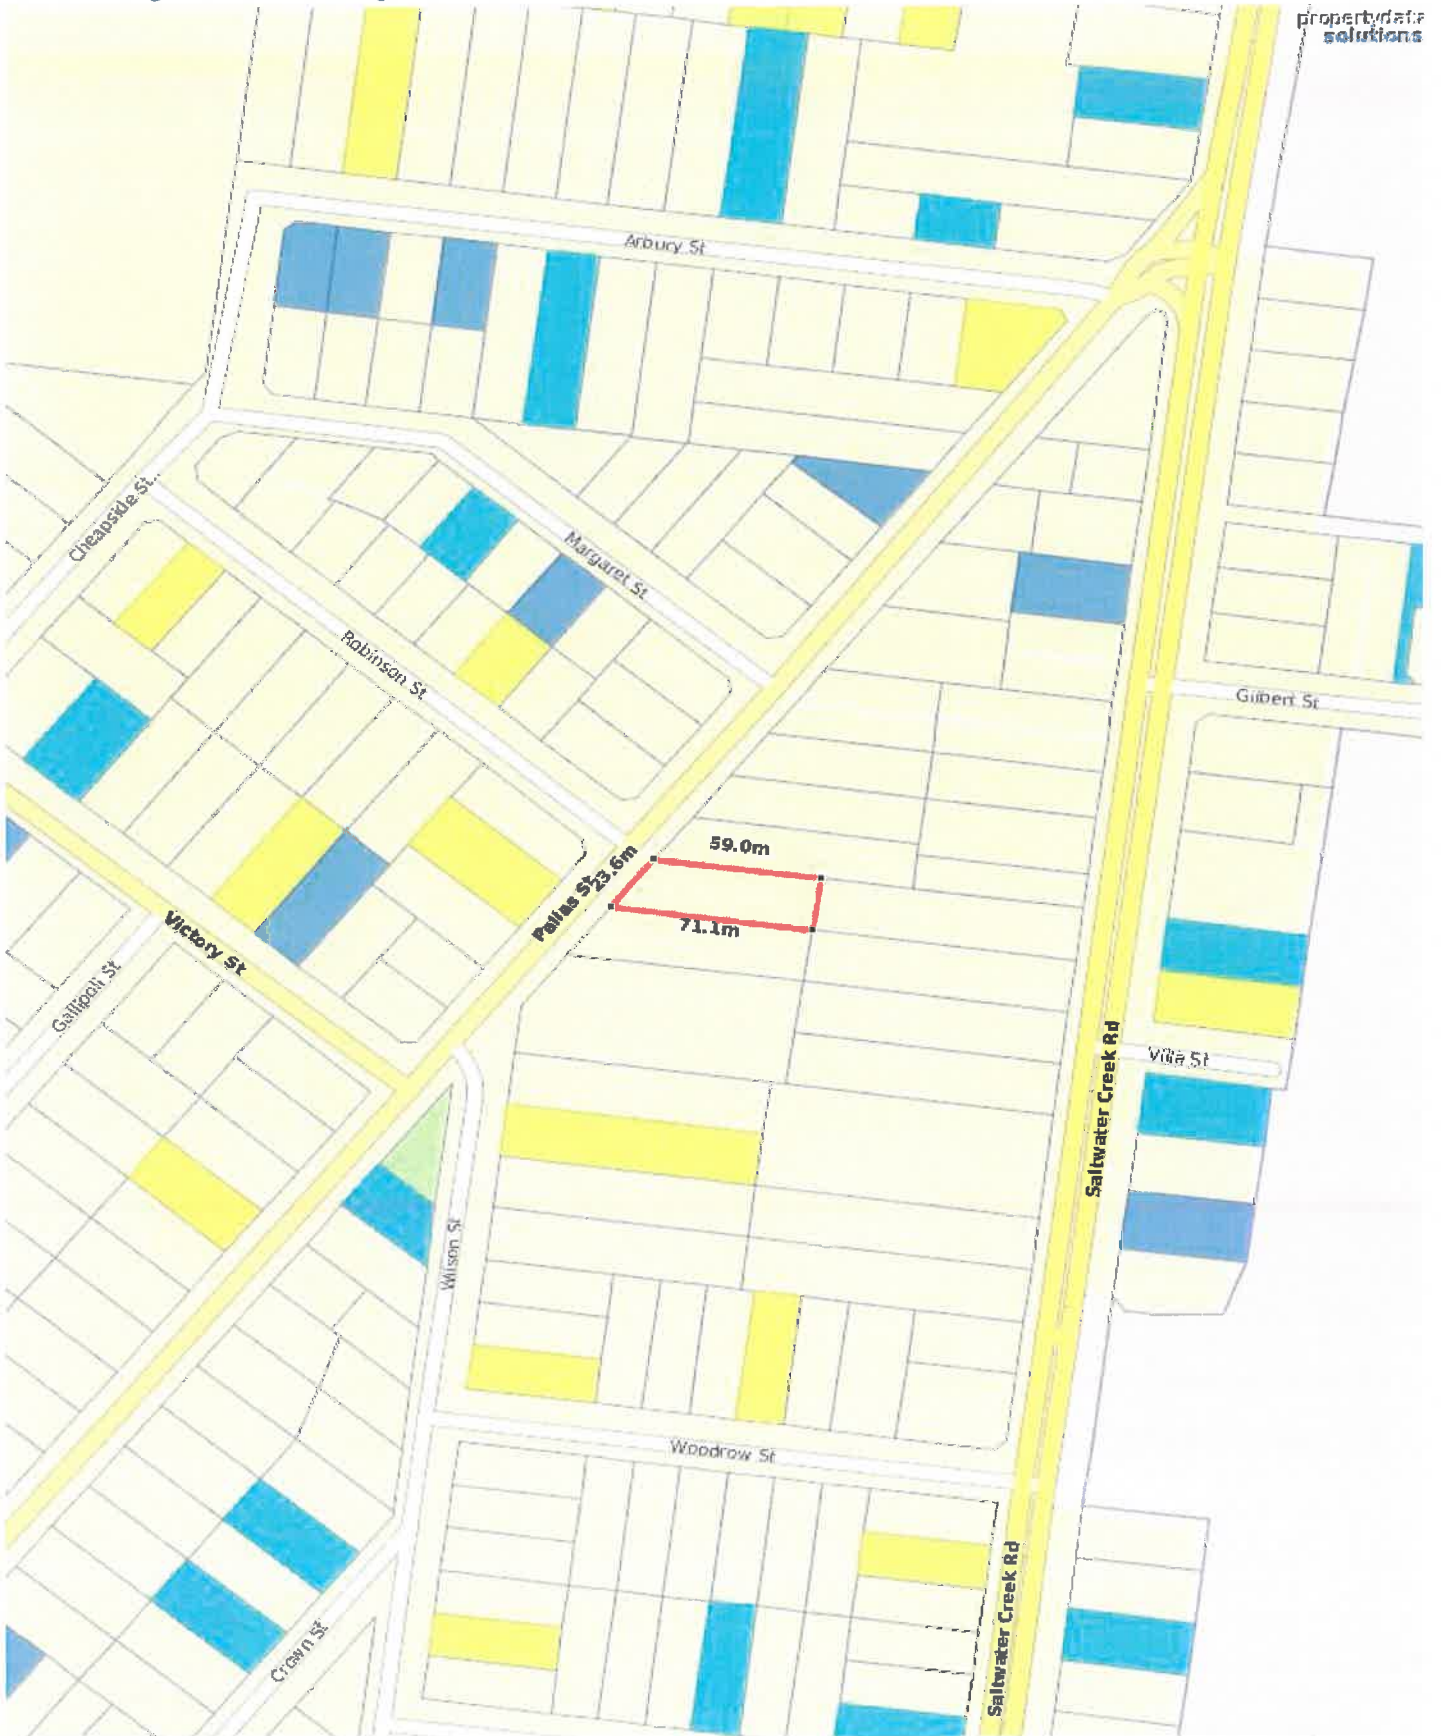 propertydata
solutions
Arbury St
Cheapside St
Margaret St
Robinson St
Gilbert St
59.0m
23.6m
Pallas St
71.1m
Victory St
Gallipoli St
Saltwater Creek Rd
Villa St
Wilson St
Woodrow St
Saltwater Creek Rd
Crown St